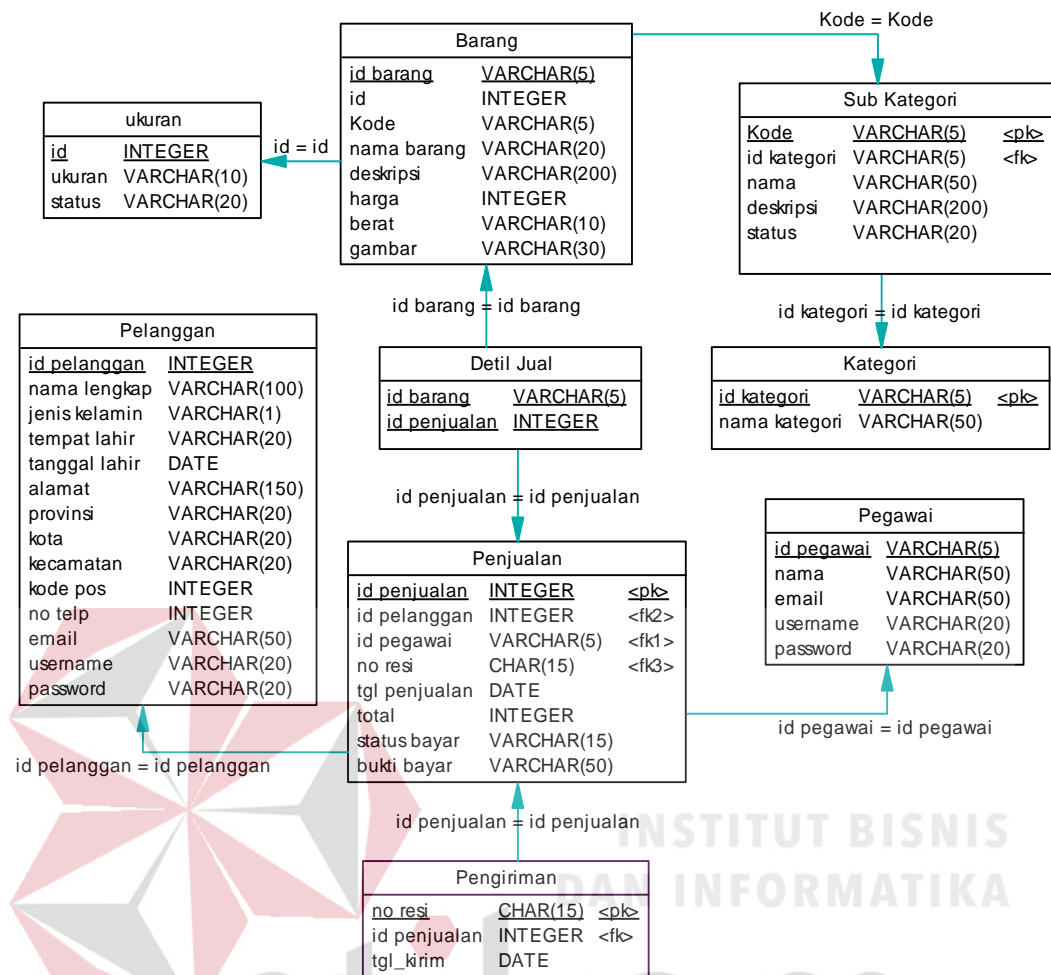 Kode = Kode
Barang
id barang VARCHAR(5)
id INTEGER
Kode VARCHAR(5)
nama barang VARCHAR(20)
deskripsi VARCHAR(200)
harga INTEGER
berat VARCHAR(10)
gambar VARCHAR(30)
ukuran
id INTEGER
ukuran VARCHAR(10)
status VARCHAR(20)
id = id
Sub Kategori
Kode VARCHAR(5) <pk>
id kategori VARCHAR(5) <fk>
nama VARCHAR(50)
deskripsi VARCHAR(200)
status VARCHAR(20)
id barang = id barang
id kategori = id kategori
Pelanggan
id pelanggan INTEGER
nama lengkap VARCHAR(100)
jenis kelamin VARCHAR(1)
tempat lahir VARCHAR(20)
tanggal lahir DATE
alamat VARCHAR(150)
provinsi VARCHAR(20)
kota VARCHAR(20)
kecamatan VARCHAR(20)
kode pos INTEGER
no telp INTEGER
email VARCHAR(50)
username VARCHAR(20)
password VARCHAR(20)
Detil Jual
id barang VARCHAR(5)
id penjualan INTEGER
Kategori
id kategori VARCHAR(5) <pk>
nama kategori VARCHAR(50)
id penjualan = id penjualan
Pegawai
id pegawai VARCHAR(5)
nama VARCHAR(50)
email VARCHAR(50)
username VARCHAR(20)
password VARCHAR(20)
Penjualan
id penjualan INTEGER <pk>
id pelanggan INTEGER <fk2>
id pegawai VARCHAR(5) <fk1>
no resi CHAR(15) <fk3>
tgl penjualan DATE
total INTEGER
status bayar VARCHAR(15)
bukti bayar VARCHAR(50)
id pegawai = id pegawai
id pelanggan = id pelanggan
id penjualan = id penjualan
INSTITUT BISNIS
DAN INFORMATIKA
Pengiriman
no resi CHAR(15) <pk>
id penjualan INTEGER <fk>
tgl_kirim DATE